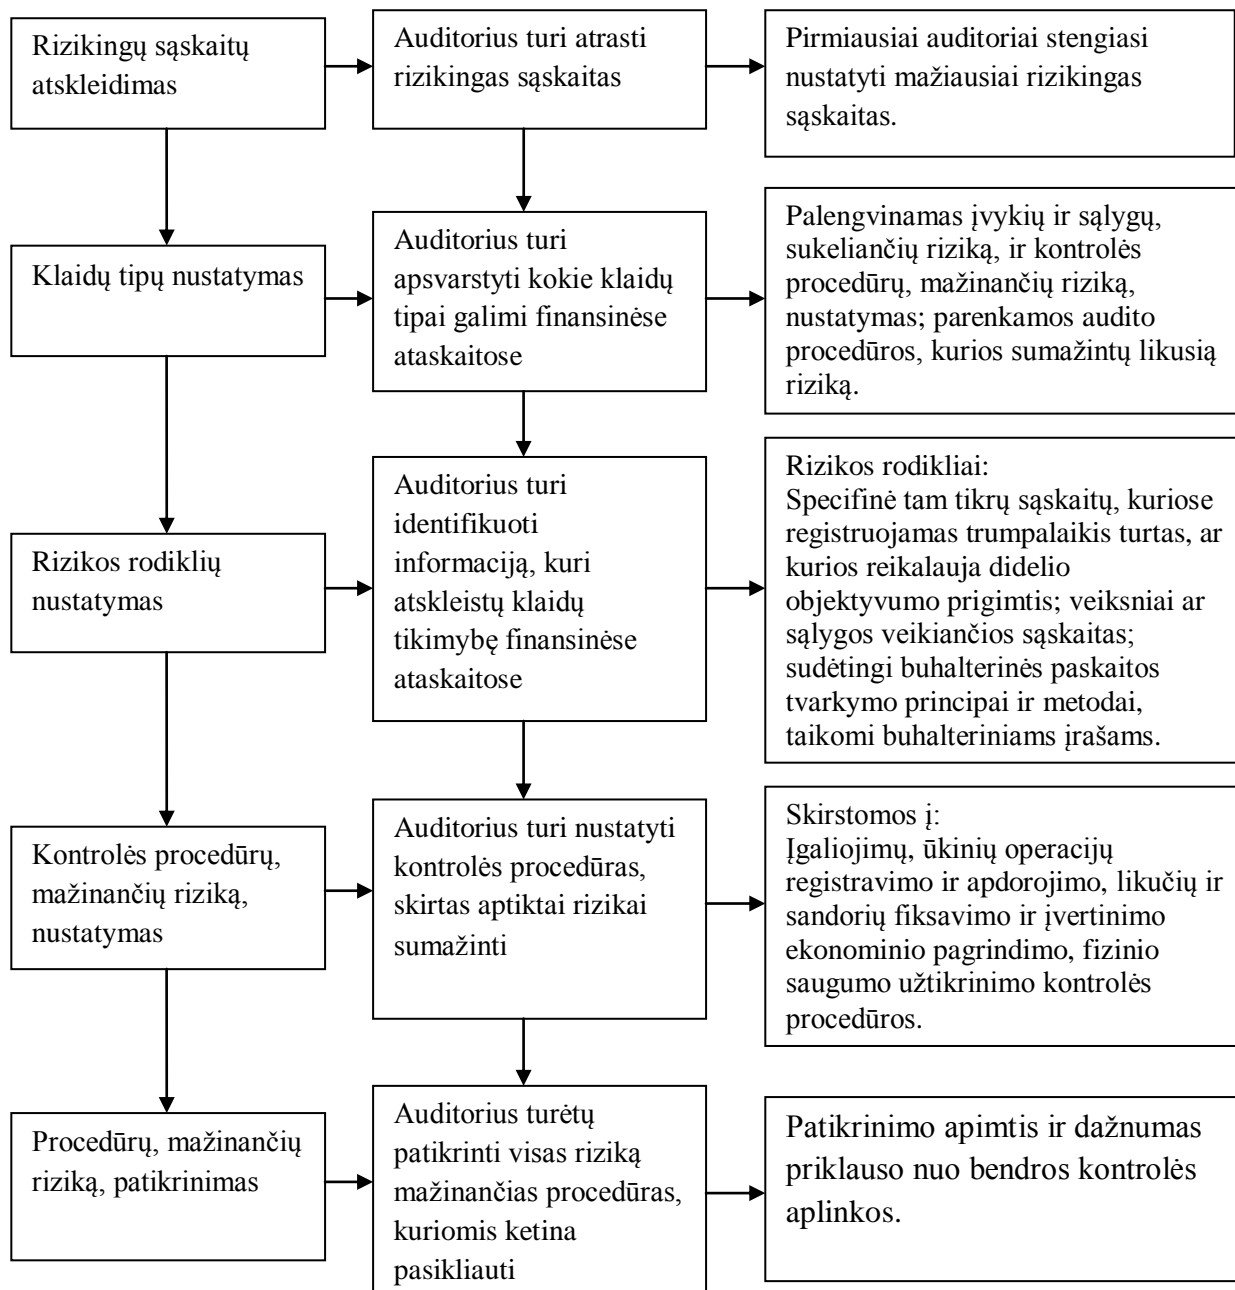 Rizikingų sąskaitų
atskleidimas
Auditorius turi atrasti
rizikingas sąskaitas
Pirmiausiai auditoriai stengiasi
nustatyti mažiausiai rizikingas
sąskaitas.
Klaidų tipų nustatymas
Auditorius turi
apsvarstyti kokie klaidų
tipai galimi finansinėse
ataskaitose
Palengvinamas įvykių ir sąlygų,
sukeliančių riziką, ir kontrolės
procedūrų, mažinančių riziką,
nustatymas; parenkamos audito
procedūros, kurios sumažintų likusią
riziką.
Rizikos rodiklių
nustatymas
Auditorius turi
identifikuoti
informaciją, kuri
atskleistų klaidų
tikimybę finansinėse
ataskaitose
Rizikos rodikliai:
Specifinė tam tikrų sąskaitų, kuriose
registruojamas trumpalaikis turtas, ar
kurios reikalauja didelio
objektyvumo prigimtis; veiksniai ar
sąlygos veikiančios sąskaitas;
sudėtingi buhalterinės paskaitos
tvarkymo principai ir metodai,
taikomi buhalteriniams įrašams.
Kontrolės procedūrų,
mažinančių riziką,
nustatymas
Auditorius turi nustatyti
kontrolės procedūras,
skirtas aptiktai rizikai
sumažinti
Skirstomos į:
Įgaliojimų, ūkinių operacijų
registravimo ir apdorojimo, likučių ir
sandorių fiksavimo ir įvertinimo
ekonominio pagrindimo, fizinio
saugumo užtikrinimo kontrolės
procedūros.
Procedūrų, mažinančių
riziką, patikrinimas
Auditorius turėtų
patikrinti visas riziką
mažinančias procedūras,
kuriomis ketina
pasikliauti
Patikrinimo apimtis ir dažnumas
priklauso nuo bendros kontrolės
aplinkos.